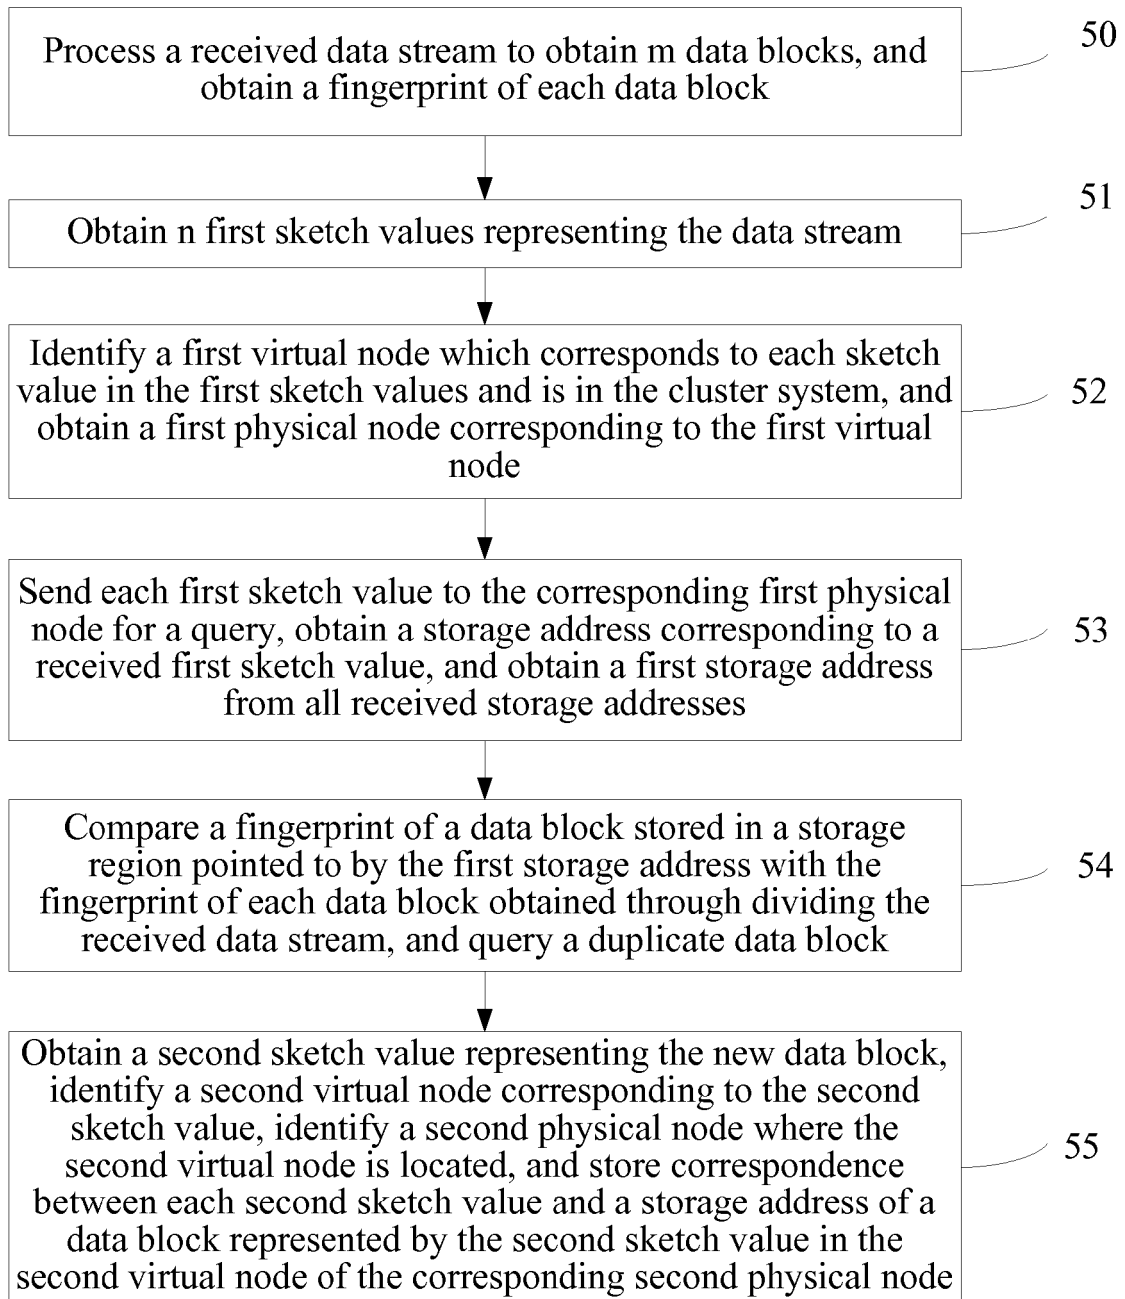 Process a received data stream to obtain m data blocks, and
obtain a fingerprint of each data block
50
Obtain n first sketch values representing the data stream
51
Identify a first virtual node which corresponds to each sketch
value in the first sketch values and is in the cluster system, and
obtain a first physical node corresponding to the first virtual
node
52
Send each first sketch value to the corresponding first physical
node for a query, obtain a storage address corresponding to a
received first sketch value, and obtain a first storage address
from all received storage addresses
53
Compare a fingerprint of a data block stored in a storage
region pointed to by the first storage address with the
fingerprint of each data block obtained through dividing the
received data stream, and query a duplicate data block
54
Obtain a second sketch value representing the new data block,
identify a second virtual node corresponding to the second
sketch value, identify a second physical node where the
second virtual node is located, and store correspondence
between each second sketch value and a storage address of a
data block represented by the second sketch value in the
second virtual node of the corresponding second physical node
55